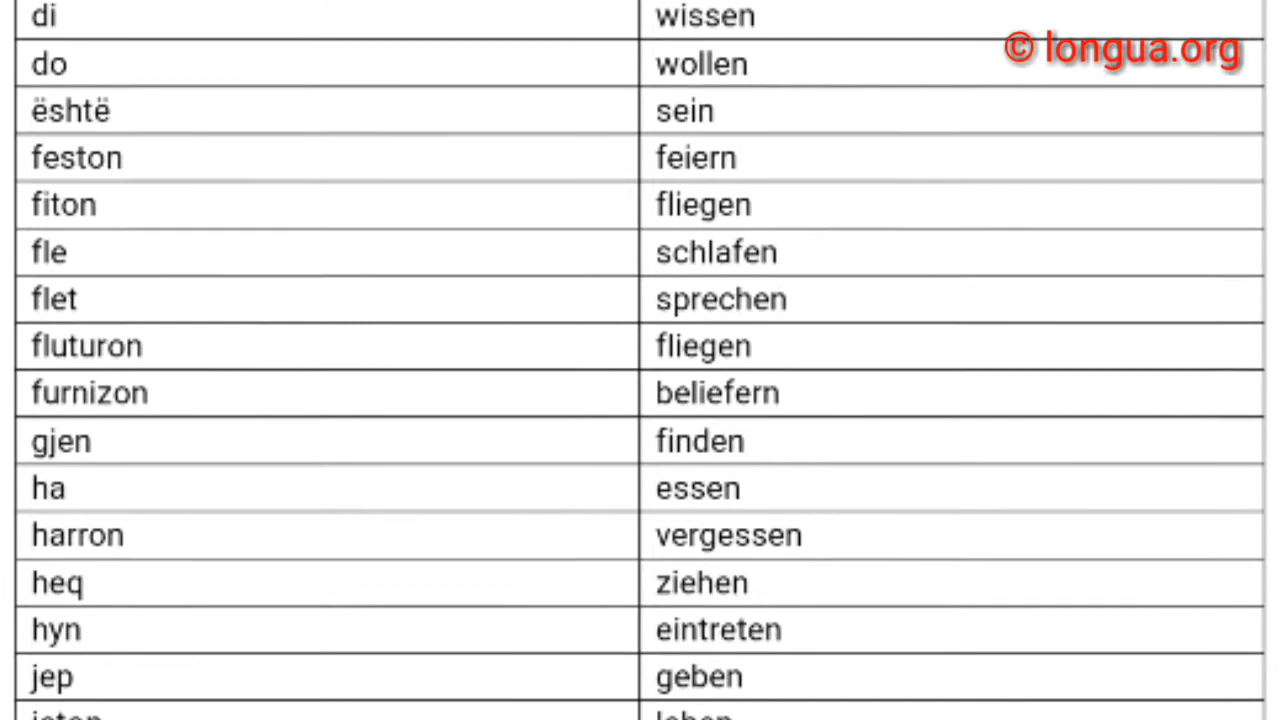 di wissen
© longua.org
do wollen
është sein
feston feiern
fiton fliegen
fle schlafen
flet sprechen
fluturon fliegen
furnizon beliefern
gjen finden
ha essen
harron vergessen
heq ziehen
hyn eintreten
jep geben